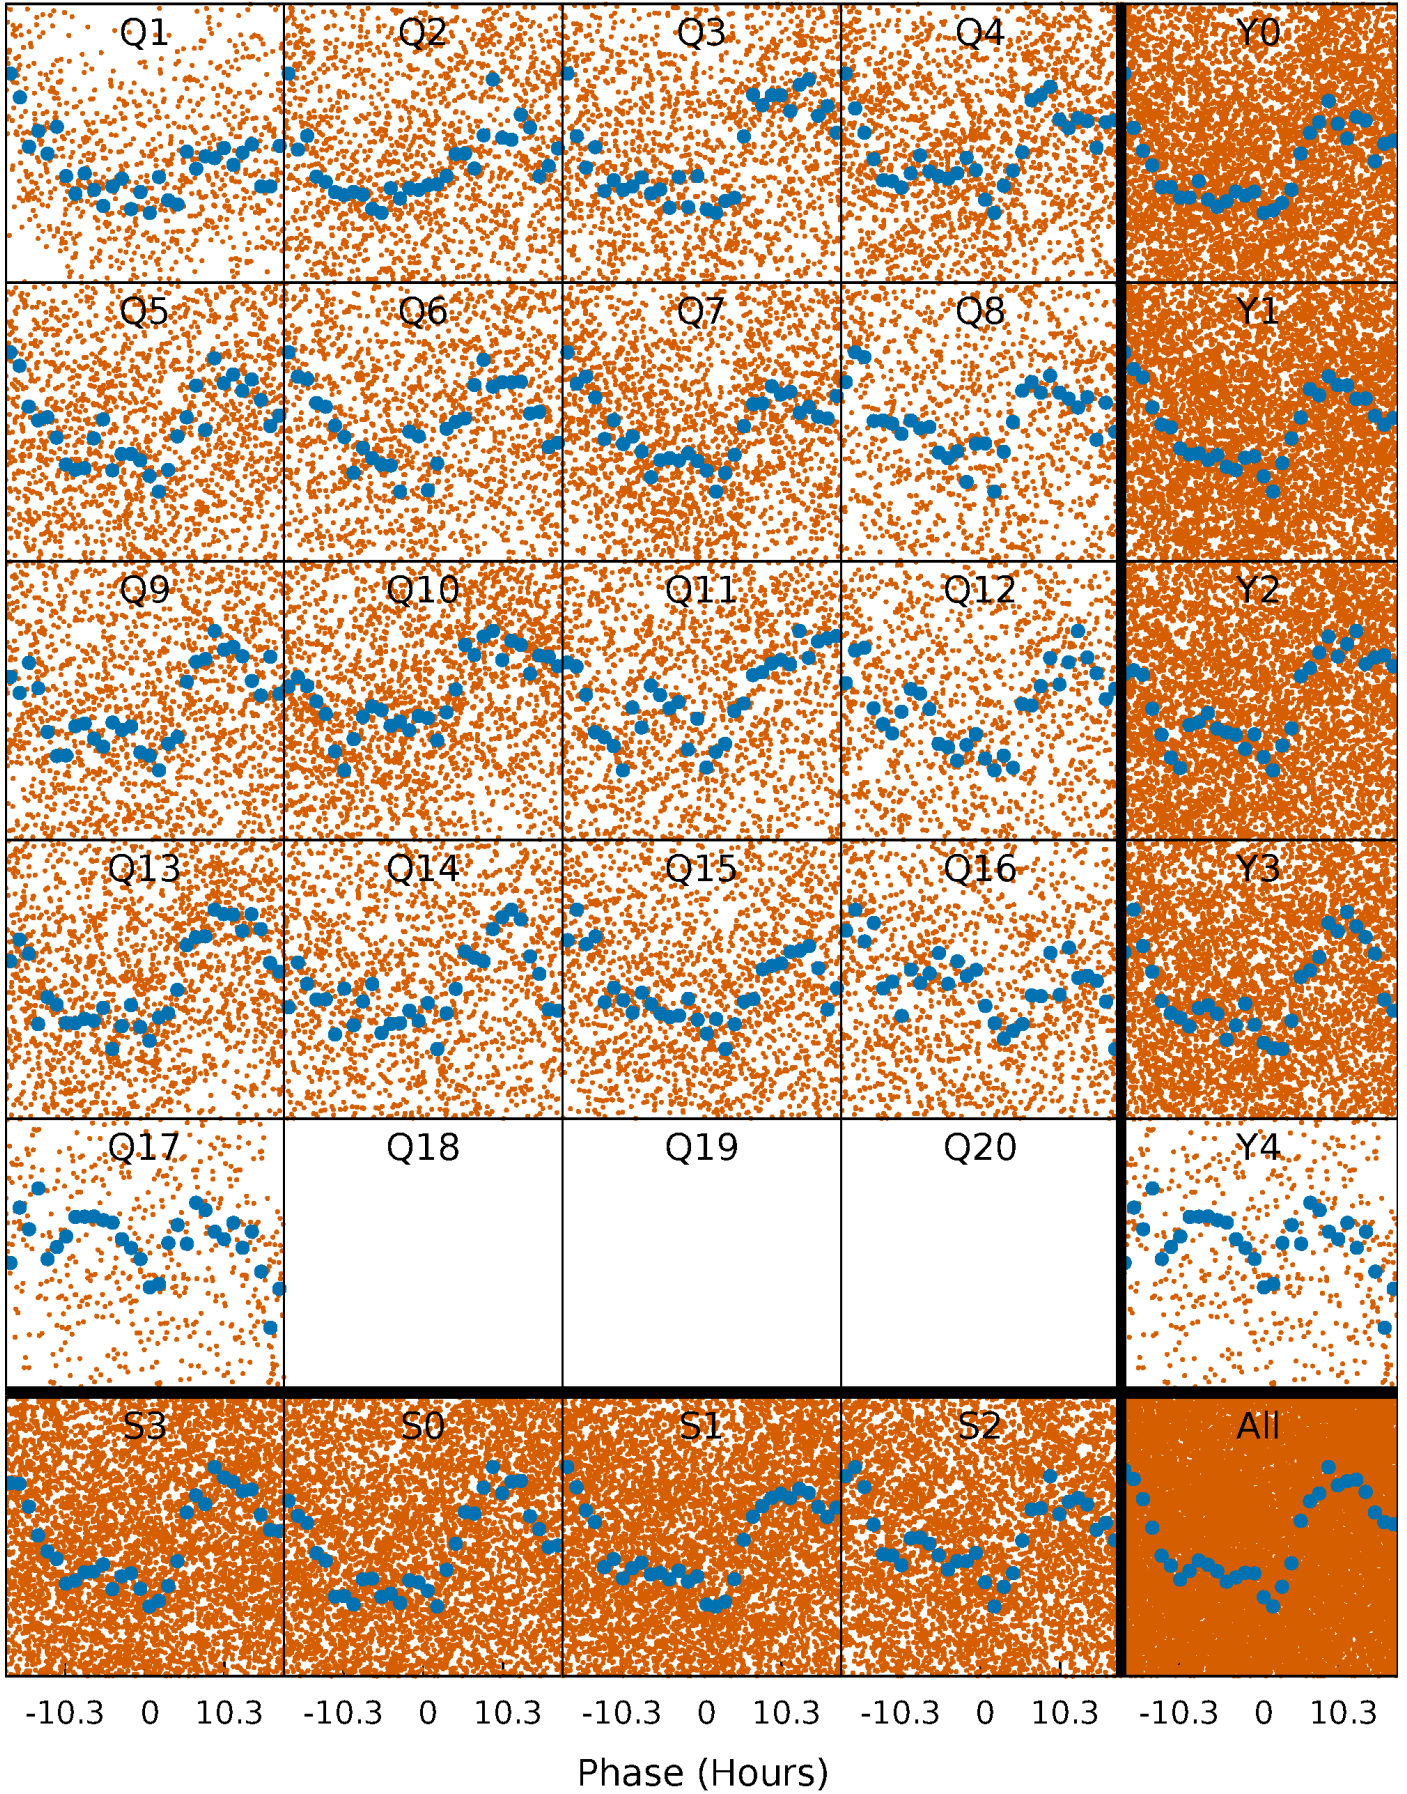 Q1 Q2 Q3 Q4 Y0
Q5 Q6 Q7 Q8 Y1
Q9 Q10 Q11 Q12 Y2
Q13 Q14 Q15 Q16 Y3
Q17 Q18 Q19 Q20 Y4
S3 S0 S1 S2 All
-10.3 0 10.3 -10.3 0 10.3 -10.3 0 10.3 -10.3 0 10.3 -10.3 0 10.3
Phase (Hours)